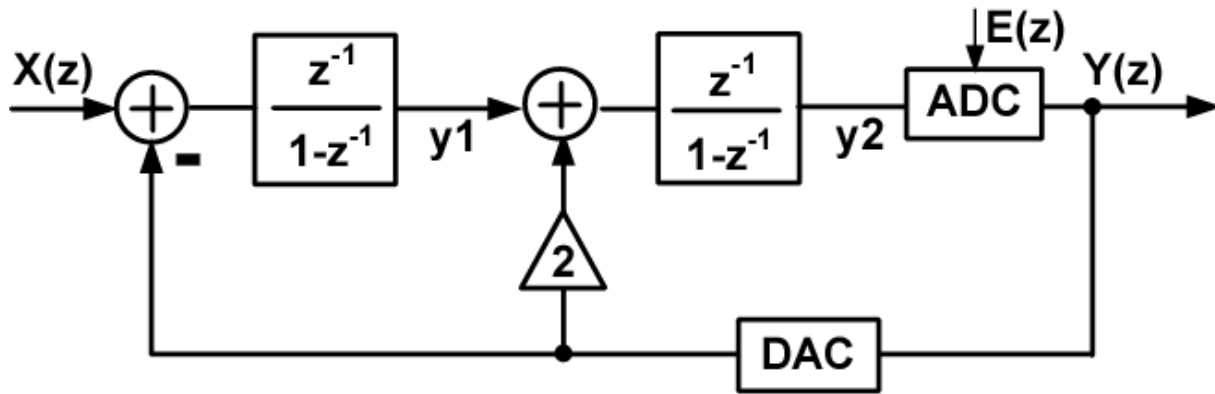 X(z)
+
-
z⁻¹
1-z⁻¹
y1
+
2
z⁻¹
1-z⁻¹
y2
E(z)
ADC
Y(z)
DAC